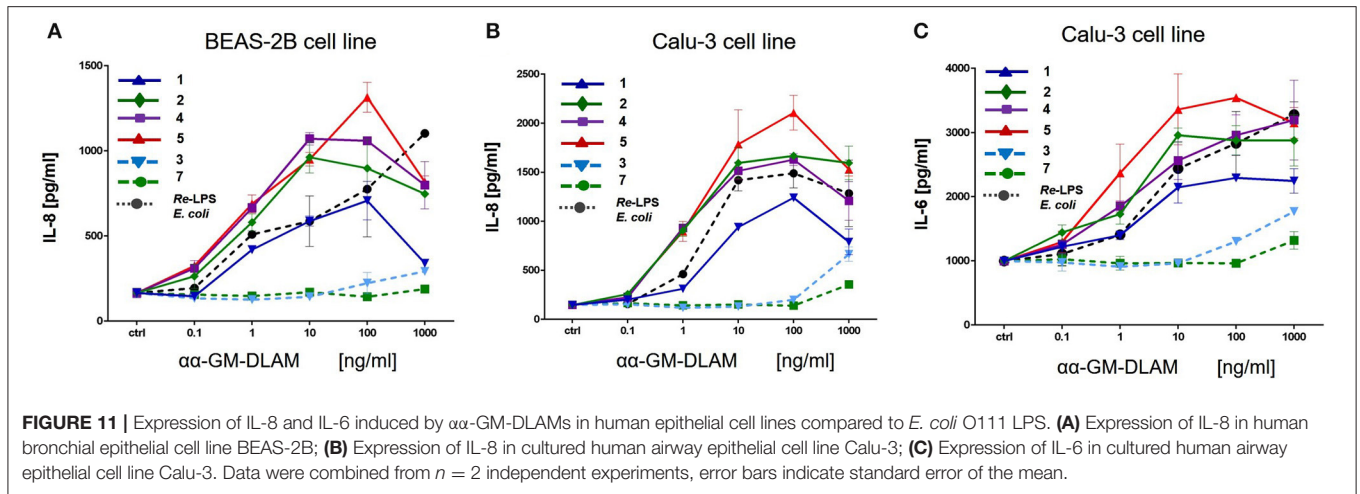 A
BEAS-2B cell line
IL-8 [pg/ml]
1500
1000
500
0
1
2
4
5
3
7
Re-LPS
E. coli
ctrl 0.1 1 10 100 1000
αα-GM-DLAM [ng/ml]
B
Calu-3 cell line
IL-8 [pg/ml]
2500
2000
1500
1000
500
0
1
2
4
5
3
7
Re-LPS
E. coli
ctrl 0.1 1 10 100 1000
αα-GM-DLAM [ng/ml]
C
Calu-3 cell line
IL-6 [pg/ml]
4000
3000
2000
1000
0
1
2
4
5
3
7
Re-LPS
E. coli
ctrl 0.1 1 10 100 1000
αα-GM-DLAM [ng/ml]
FIGURE 11 | Expression of IL-8 and IL-6 induced by αα-GM-DLAMs in human epithelial cell lines compared to E. coli O111 LPS. (A) Expression of IL-8 in human
bronchial epithelial cell line BEAS-2B; (B) Expression of IL-8 in cultured human airway epithelial cell line Calu-3; (C) Expression of IL-6 in cultured human airway
epithelial cell line Calu-3. Data were combined from n = 2 independent experiments, error bars indicate standard error of the mean.